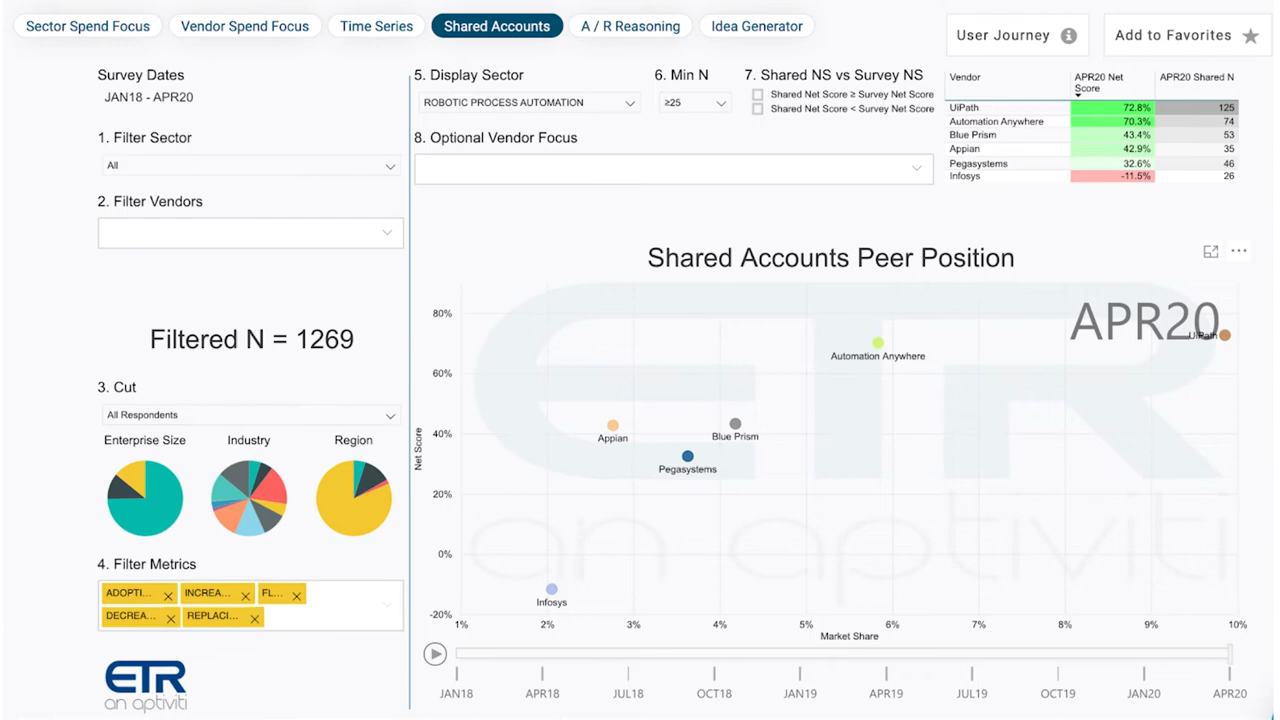 Sector Spend Focus
Vendor Spend Focus
Time Series
Shared Accounts
A / R Reasoning
Idea Generator
User Journey
Add to Favorites
Survey Dates
JAN18 - APR20
1. Filter Sector
All
2. Filter Vendors
Filtered N = 1269
3. Cut
All Respondents
Enterprise Size Industry Region
4. Filter Metrics
ADOPTI... INCREA... FL...
DECREA... REPLACI...
ETR
an aptiviti
5. Display Sector
ROBOTIC PROCESS AUTOMATION
6. Min N
≥25
7. Shared NS vs Survey NS
Shared Net Score ≥ Survey Net Score
Shared Net Score < Survey Net Score
8. Optional Vendor Focus
Vendor APR20 Net Score APR20 Shared N
UiPath 72.8% 125
Automation Anywhere 70.3% 74
Blue Prism 43.4% 53
Appian 42.9% 35
Pegasystems 32.6% 46
Infosys -11.5% 26
Shared Accounts Peer Position
APR20
ETR
an aptiviti
Net Score
80%
60%
40%
20%
0%
-20%
UiPath
Automation Anywhere
Blue Prism
Appian
Pegasystems
Infosys
1% 2% 3% 4% 5% 6% 7% 8% 9% 10%
Market Share
JAN18 APR18 JUL18 OCT18 JAN19 APR19 JUL19 OCT19 JAN20 APR20